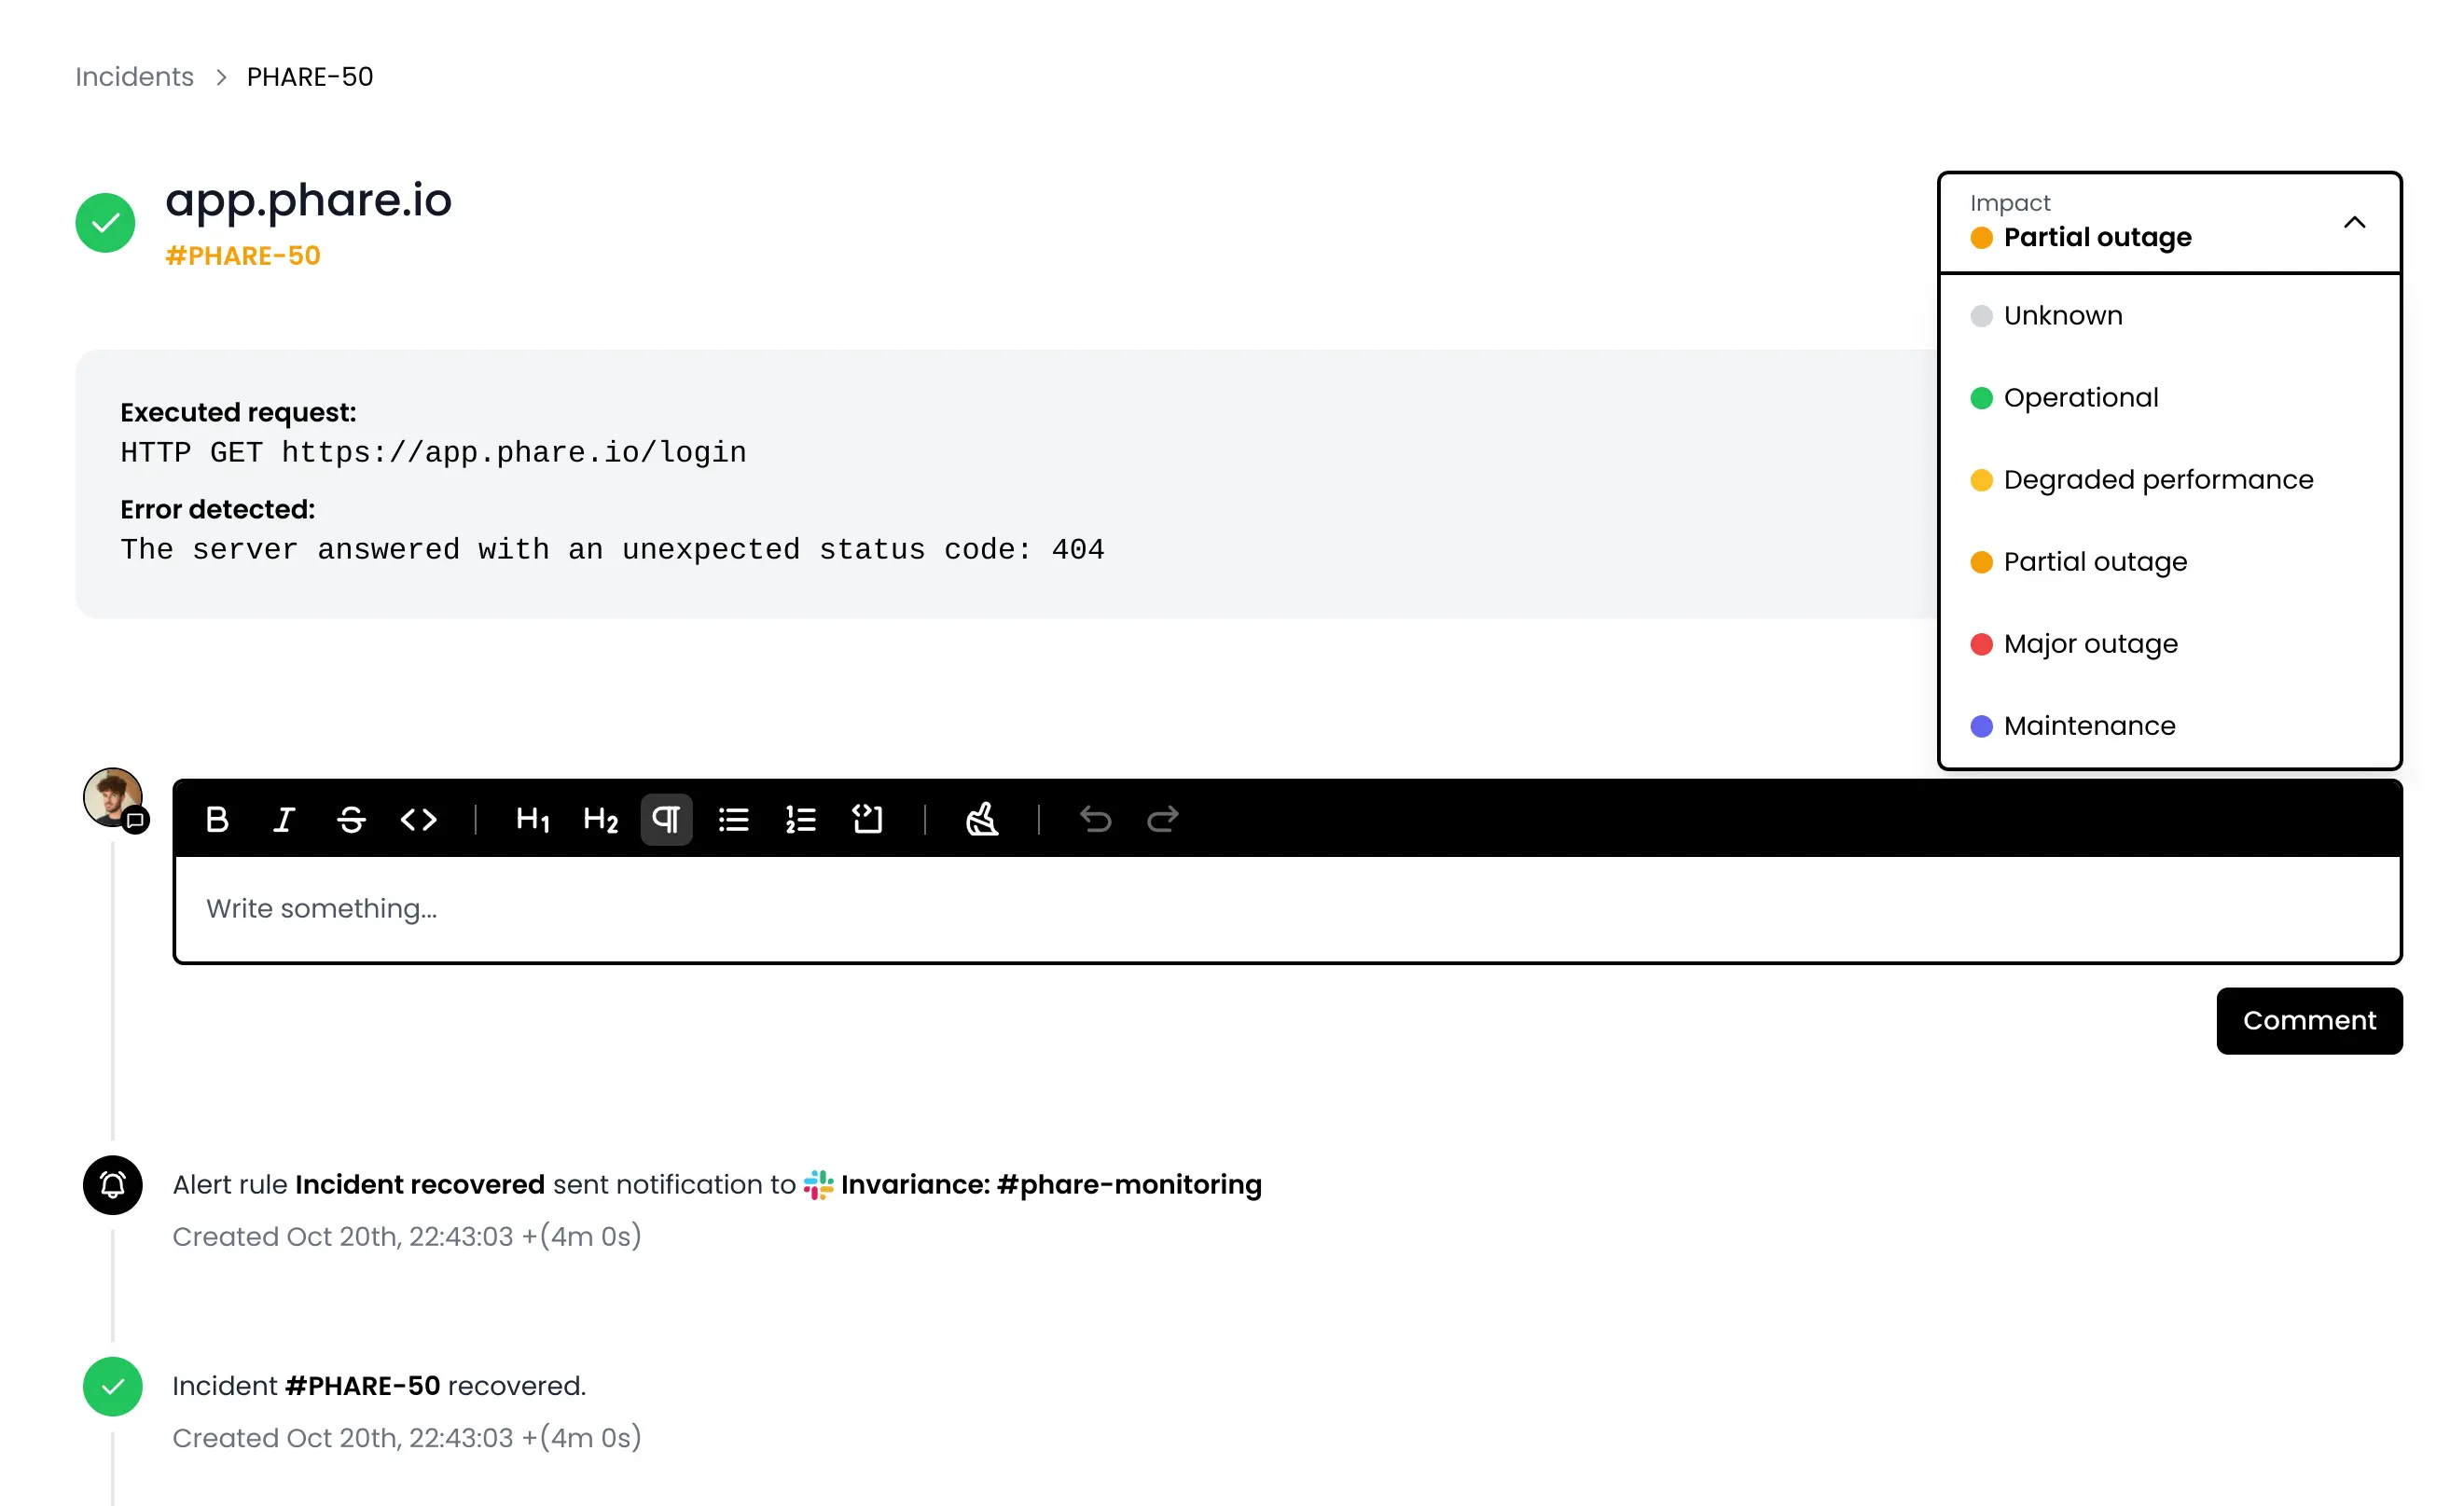 Incidents > PHARE-50
app.phare.io
#PHARE-50
Impact
Partial outage
Unknown
Operational
Degraded performance
Partial outage
Major outage
Maintenance
Executed request:
HTTP GET https://app.phare.io/login
Error detected:
The server answered with an unexpected status code: 404
B I S <> H1 H2
Write something...
Comment
Alert rule Incident recovered sent notification to Invariance: #phare-monitoring
Created Oct 20th, 22:43:03 +(4m 0s)
Incident #PHARE-50 recovered.
Created Oct 20th, 22:43:03 +(4m 0s)